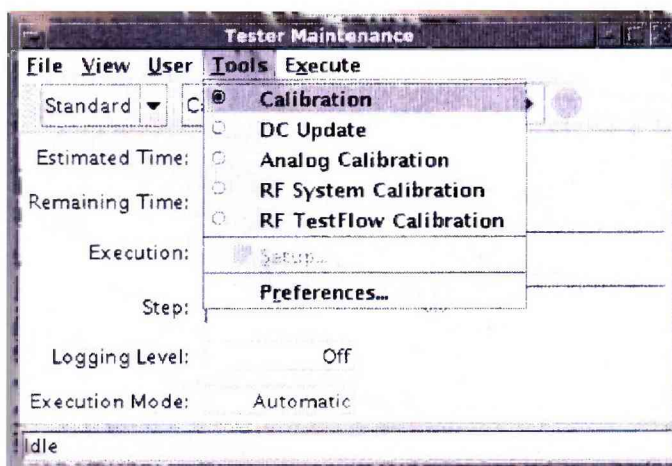 Tester Maintenance
File View User Tools Execute
Standard
Calibration
DC Update
Analog Calibration
RF System Calibration
RF TestFlow Calibration
Setup...
Preferences...
Estimated Time:
Remaining Time:
Execution:
Step:
Logging Level: Off
Execution Mode: Automatic
Idle